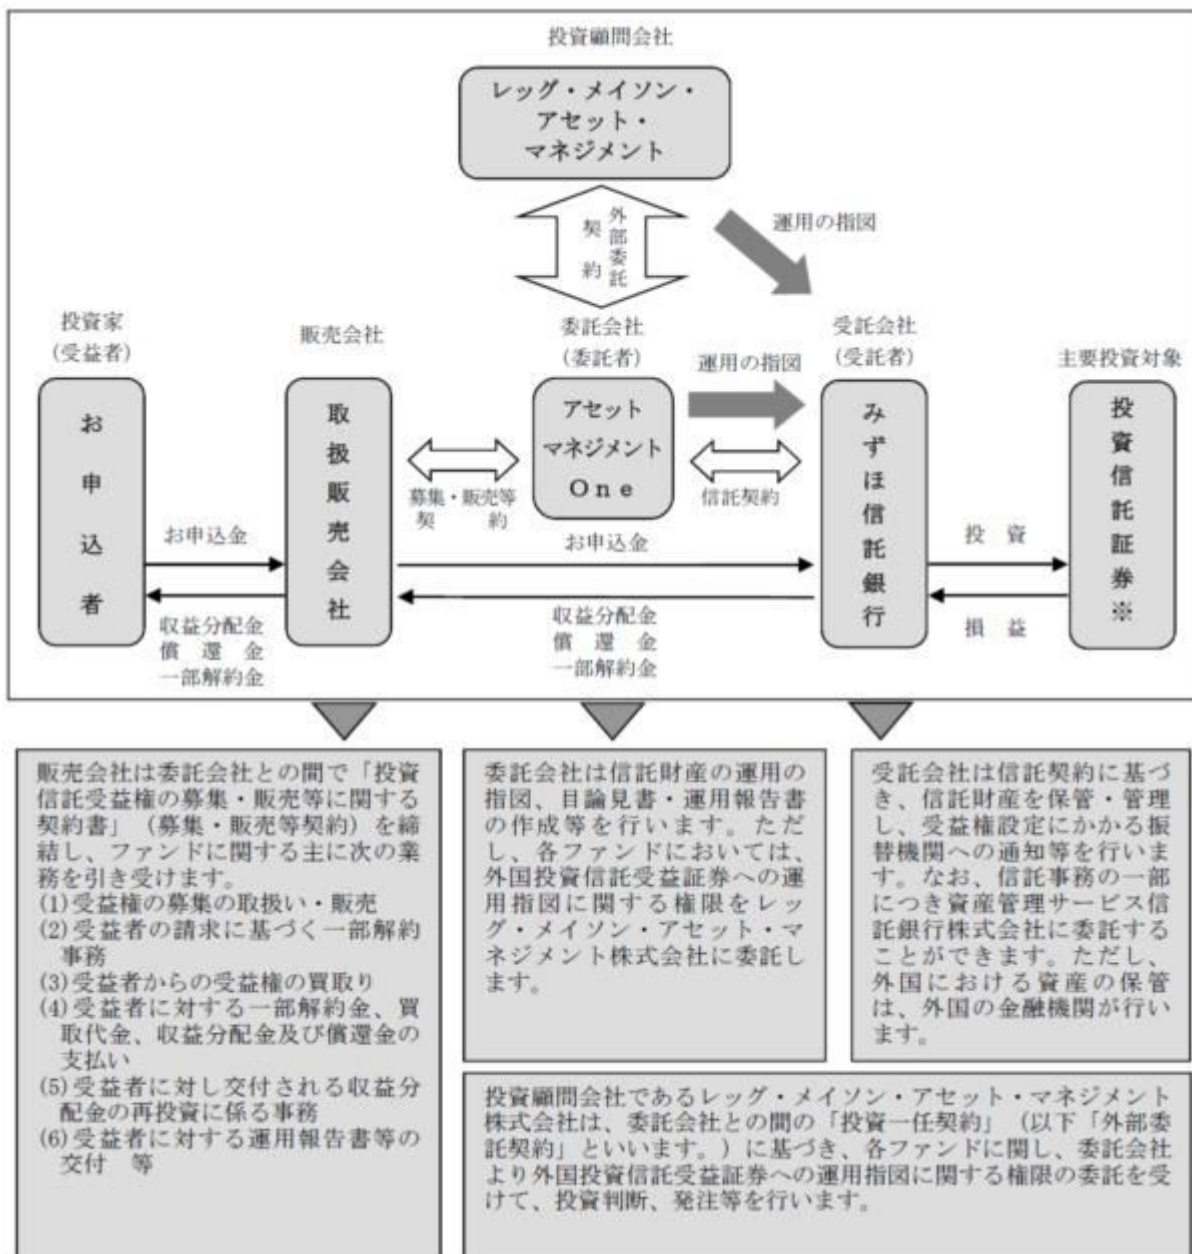 投資顧問会社
レッグ・メイソン・
アセット・
マネジメント
外部委託
契約
運用の指図
投資家
(受益者)
販売会社
委託会社
(委託者)
受託会社
(受託者)
主要投資対象
お申込者
取扱販売会社
アセット
マネジメント
One
みずほ信託銀行
投資信託証券※
運用の指図
募集・販売等
契 約
信託契約
お申込金
お申込金
投 資
収益分配金
償 還 金
一部解約金
収益分配金
償 還 金
一部解約金
損 益
販売会社は委託会社との間で「投資
信託受益権の募集・販売等に関する
契約書」（募集・販売等契約）を締
結し、ファンドに関する主に次の業
務を引き受けます。
(1)受益権の募集の取扱い・販売
(2)受益者の請求に基づく一部解約
事務
(3)受益者からの受益権の買取り
(4)受益者に対する一部解約金、買
取代金、収益分配金及び償還金の
支払い
(5)受益者に対し交付される収益分
配金の再投資に係る事務
(6)受益者に対する運用報告書等の
交付 等
委託会社は信託財産の運用の
指図、目論見書・運用報告書
の作成等を行います。ただ
し、各ファンドにおいては、
外国投資信託受益証券への運
用指図に関する権限をレッ
グ・メイソン・アセット・マ
ネジメント株式会社に委託し
ます。
受託会社は信託契約に基づ
き、信託財産を保管・管理
し、受益権設定にかかる振
替機関への通知等を行いま
す。なお、信託事務の一部
につき資産管理サービス信
託銀行株式会社に委託する
ことができます。ただし、
外国における資産の保管
は、外国の金融機関が行い
ます。
投資顧問会社であるレッグ・メイソン・アセット・マネジメント
株式会社は、委託会社との間の「投資一任契約」（以下「外部委
託契約」といいます。）に基づき、各ファンドに関し、委託会社
より外国投資信託受益証券への運用指図に関する権限の委託を受
けて、投資判断、発注等を行います。